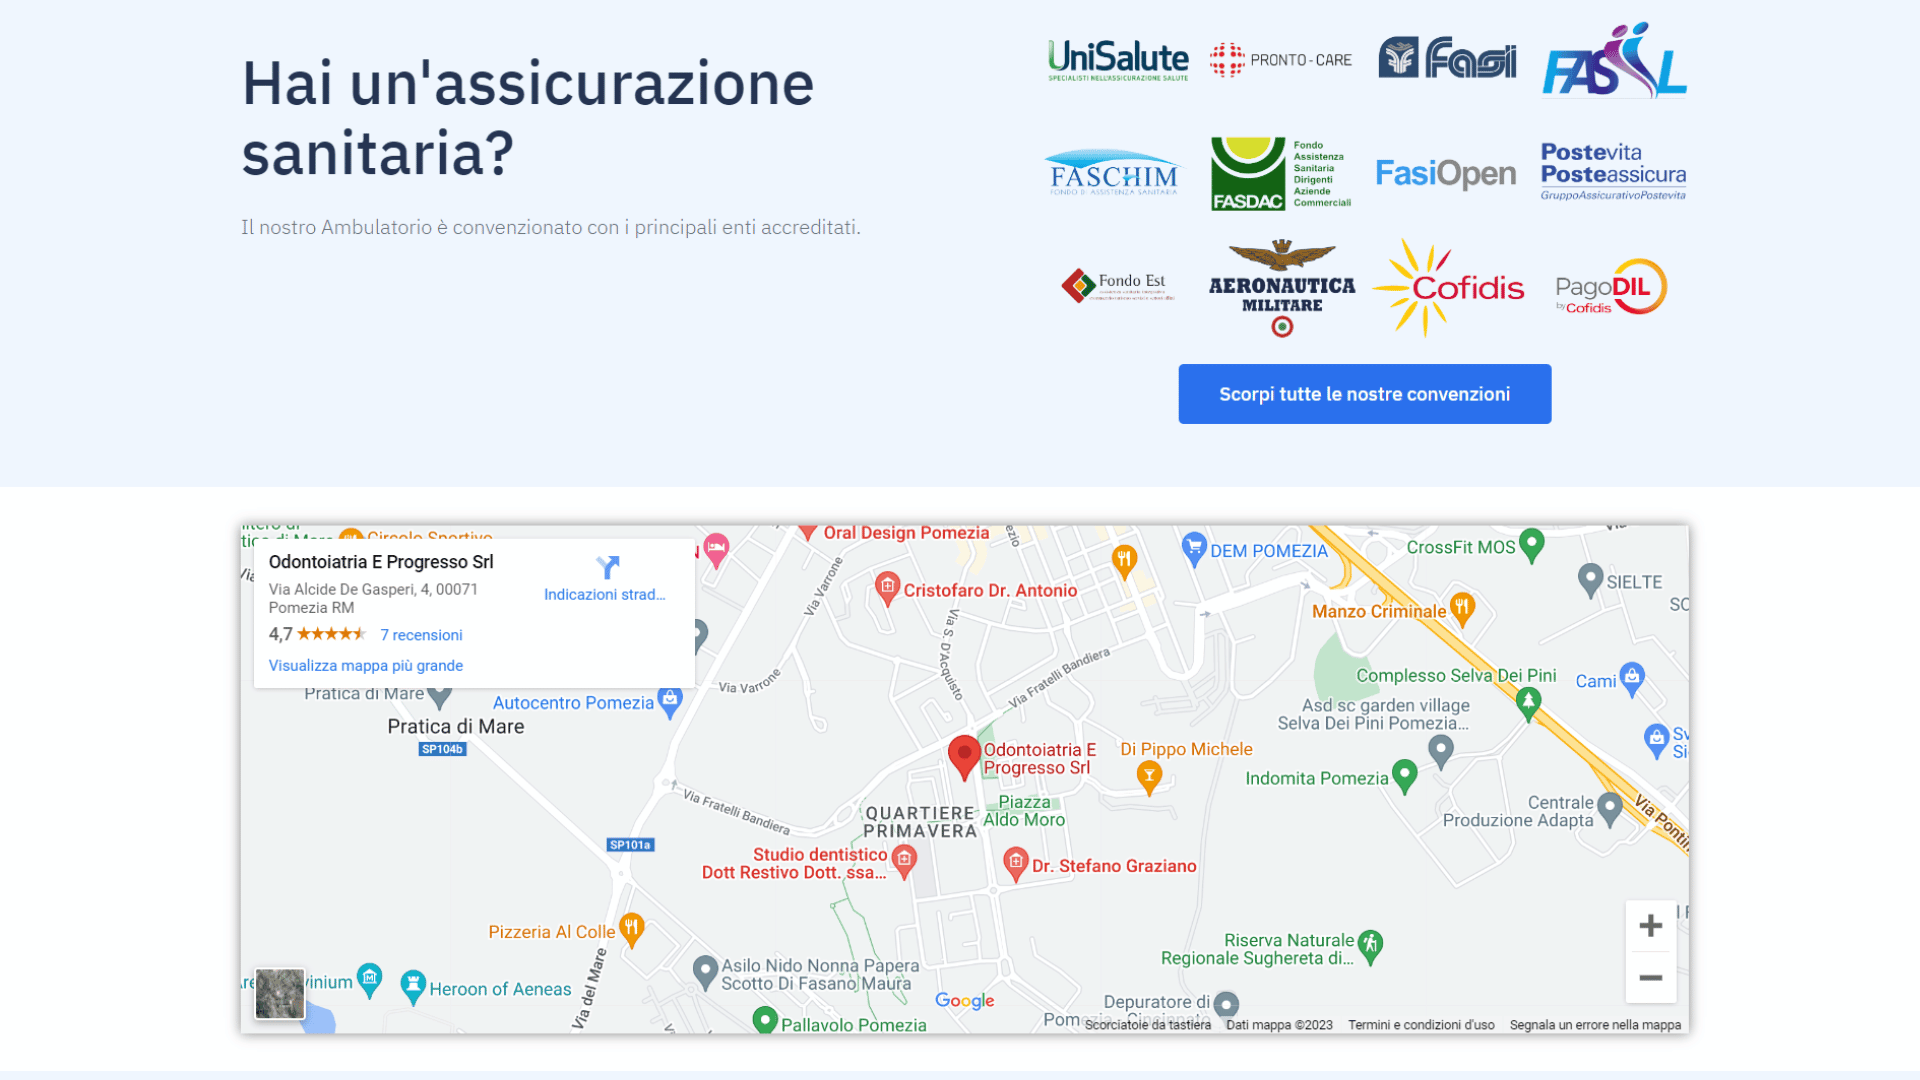 Hai un'assicurazione
sanitaria?
Il nostro Ambulatorio è convenzionato con i principali enti accreditati.
UniSalute
SPECIALISTI NELL'ASSICURAZIONE SALUTE
PRONTO-CARE
Fasi
FASIL
FASCHIM
FONDO DI ASSISTENZA SANITARIA
FASDAC
Fondo
Assistenza
Sanitaria
Dirigenti
Aziende
Commerciali
FasiOpen
Postevita
Posteassicura
GruppoAssicurativoPostevita
Fondo Est
AERONAUTICA
MILITARE
Cofidis
PagoDIL
by Cofidis
Scorpi tutte le nostre convenzioni
Odontoiatria E Progresso Srl
Via Alcide De Gasperi, 4, 00071
Pomezia RM
4,7
7 recensioni
Visualizza mappa più grande
Indicazioni strad...
Circolo Sportivo
Oral Design Pomezia
Cristofaro Dr. Antonio
DEM POMEZIA
CrossFit MOS
SIELTE
Manzo Criminale
Via Varrone
Via S. D'Acquisto
Via Fratelli Bandiera
Complesso Selva Dei Pini
Cami
Asd sc garden village
Selva Dei Pini Pomezia...
Via Varrone
Pratica di Mare
Autocentro Pomezia
Pratica di Mare
SP104b
Odontoiatria E
Progresso Srl
Di Pippo Michele
Indomita Pomezia
Via Fratelli Bandiera
QUARTIERE
PRIMAVERA
Piazza
Aldo Moro
Centrale
Produzione Adapta
Via Pontin
SP101a
Studio dentistico
Dott Restivo Dott. ssa...
Dr. Stefano Graziano
Pizzeria Al Colle
Via del Mare
Asilo Nido Nonna Papera
Scotto Di Fasano Maura
Riserva Naturale
Regionale Sughereta di...
Heroon of Aeneas
Google
Depuratore di
Pallavolo Pomezia
Scorciatoie da tastiera
Dati mappa ©2023
Termini e condizioni d'uso
Segnala un errore nella mappa